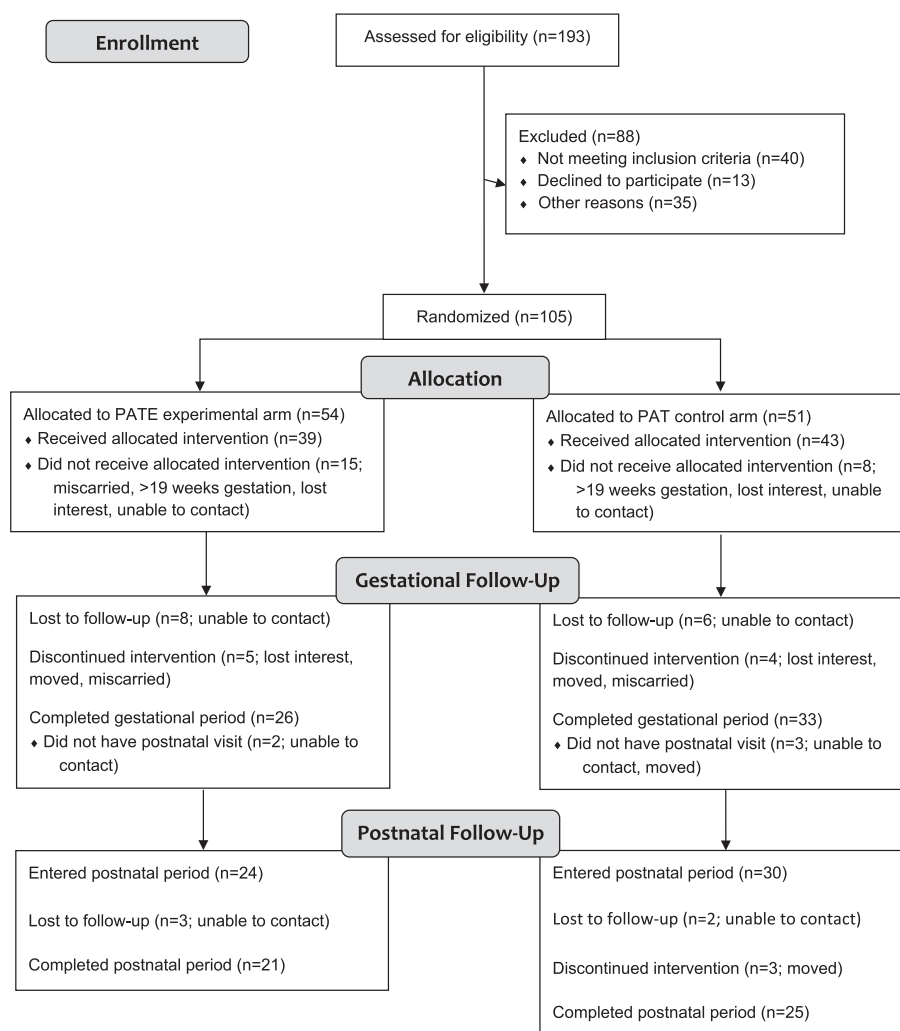 Enrollment
Assessed for eligibility (n=193)
Excluded (n=88)
♦ Not meeting inclusion criteria (n=40)
♦ Declined to participate (n=13)
♦ Other reasons (n=35)
Randomized (n=105)
Allocation
Allocated to PATE experimental arm (n=54)
♦ Received allocated intervention (n=39)
♦ Did not receive allocated intervention (n=15;
miscarried, >19 weeks gestation, lost
interest, unable to contact)
Allocated to PAT control arm (n=51)
♦ Received allocated intervention (n=43)
♦ Did not receive allocated intervention (n=8;
>19 weeks gestation, lost interest, unable
to contact)
Gestational Follow-Up
Lost to follow-up (n=8; unable to contact)
Discontinued intervention (n=5; lost interest,
moved, miscarried)
Completed gestational period (n=26)
♦ Did not have postnatal visit (n=2; unable to
contact)
Lost to follow-up (n=6; unable to contact)
Discontinued intervention (n=4; lost interest,
moved, miscarried)
Completed gestational period (n=33)
♦ Did not have postnatal visit (n=3; unable to
contact, moved)
Postnatal Follow-Up
Entered postnatal period (n=24)
Lost to follow-up (n=3; unable to contact)
Completed postnatal period (n=21)
Entered postnatal period (n=30)
Lost to follow-up (n=2; unable to contact)
Discontinued intervention (n=3; moved)
Completed postnatal period (n=25)